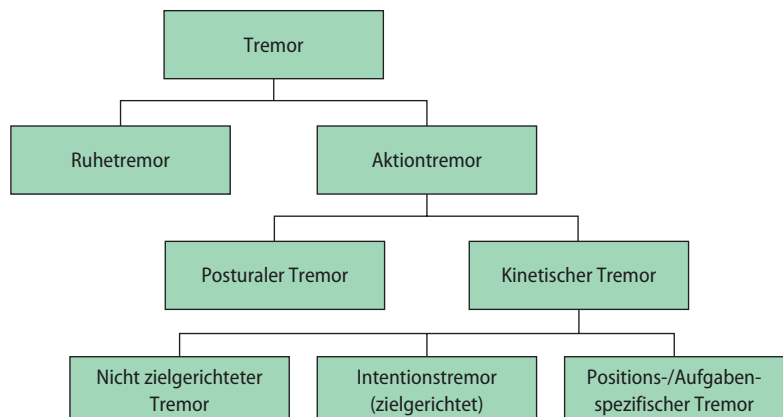 Tremor
Ruhetremor
Aktiontremor
Posturaler Tremor
Kinetischer Tremor
Nicht zielgerichteter
Tremor
Intentionstremor
(zielgerichtet)
Positions-/Aufgaben-
spezifischer Tremor